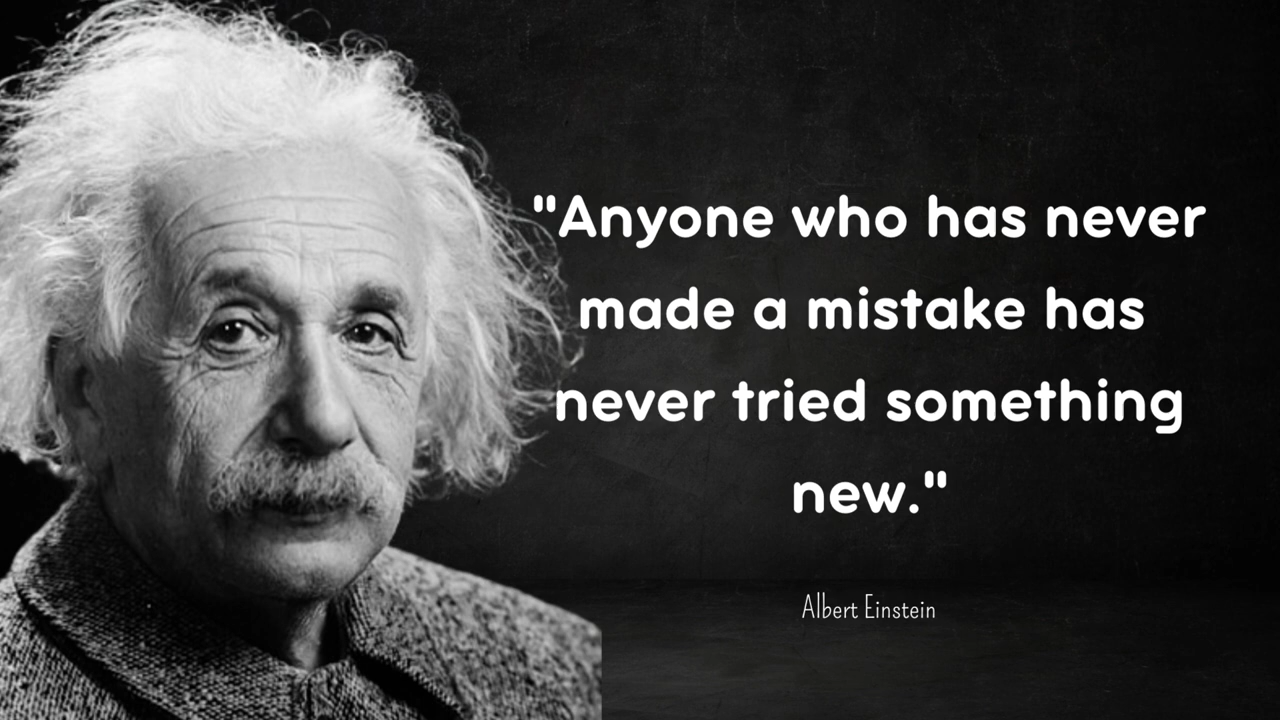 "Anyone who has never
made a mistake has
never tried something
new."
Albert Einstein